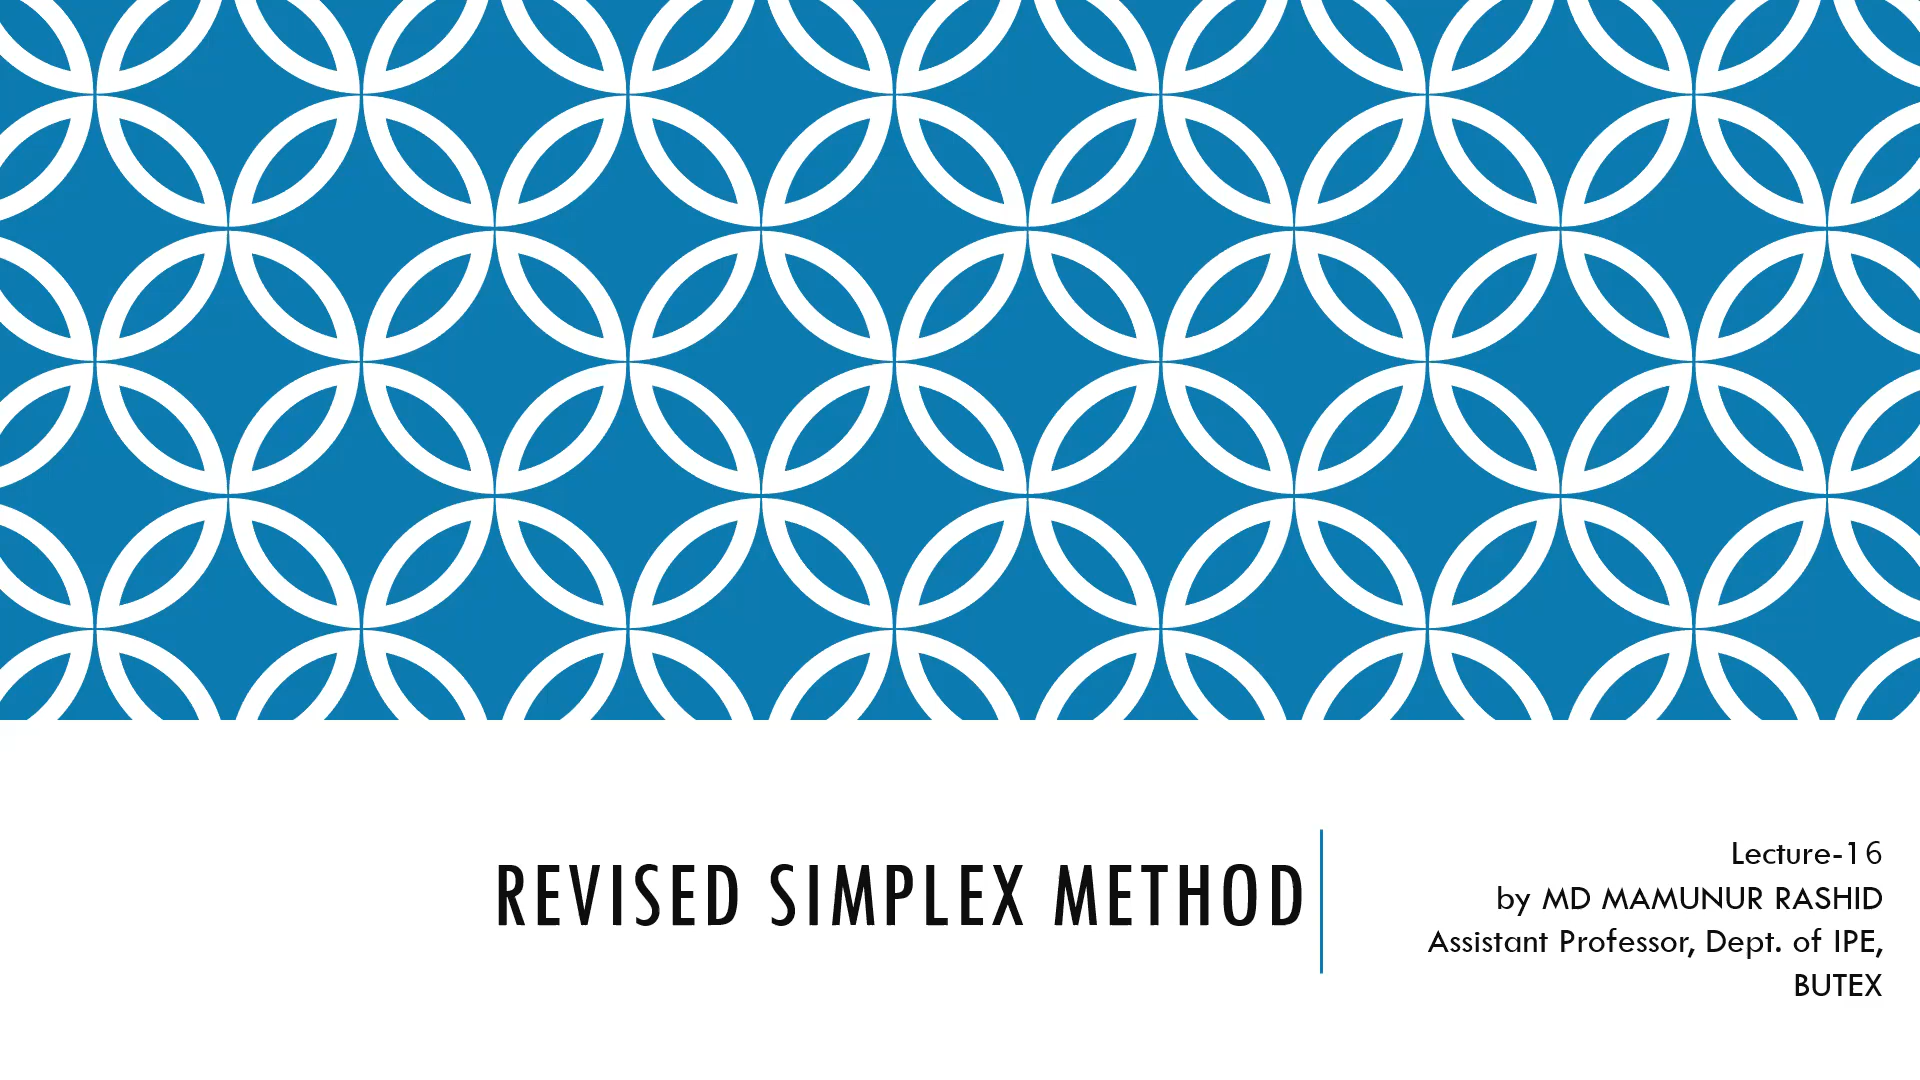 REVISED SIMPLEX METHOD
Lecture-16
by MD MAMUNUR RASHID
Assistant Professor, Dept. of IPE,
BUTEX